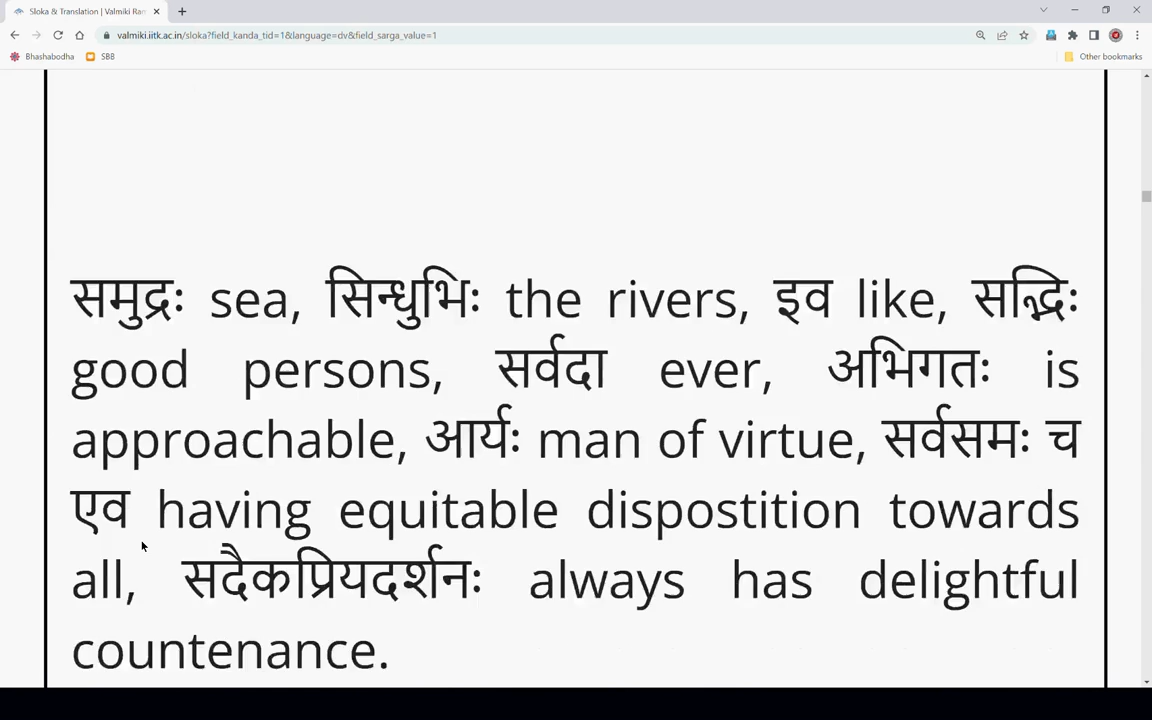 Sloka & Translation | Valmiki Ram
valmiki.iitk.ac.in/sloka?field_kanda_tid=1&language=dv&field_sarga_value=1
Bhashabodha SBB Other bookmarks
समुद्रः sea, सिन्धुभिः the rivers, इव like, सद्भिः
good persons, सर्वदा ever, अभिगतः is
approachable, आर्यः man of virtue, सर्वसमः च
एव having equitable dispostition towards
all, सदैकप्रियदर्शनः always has delightful
countenance.